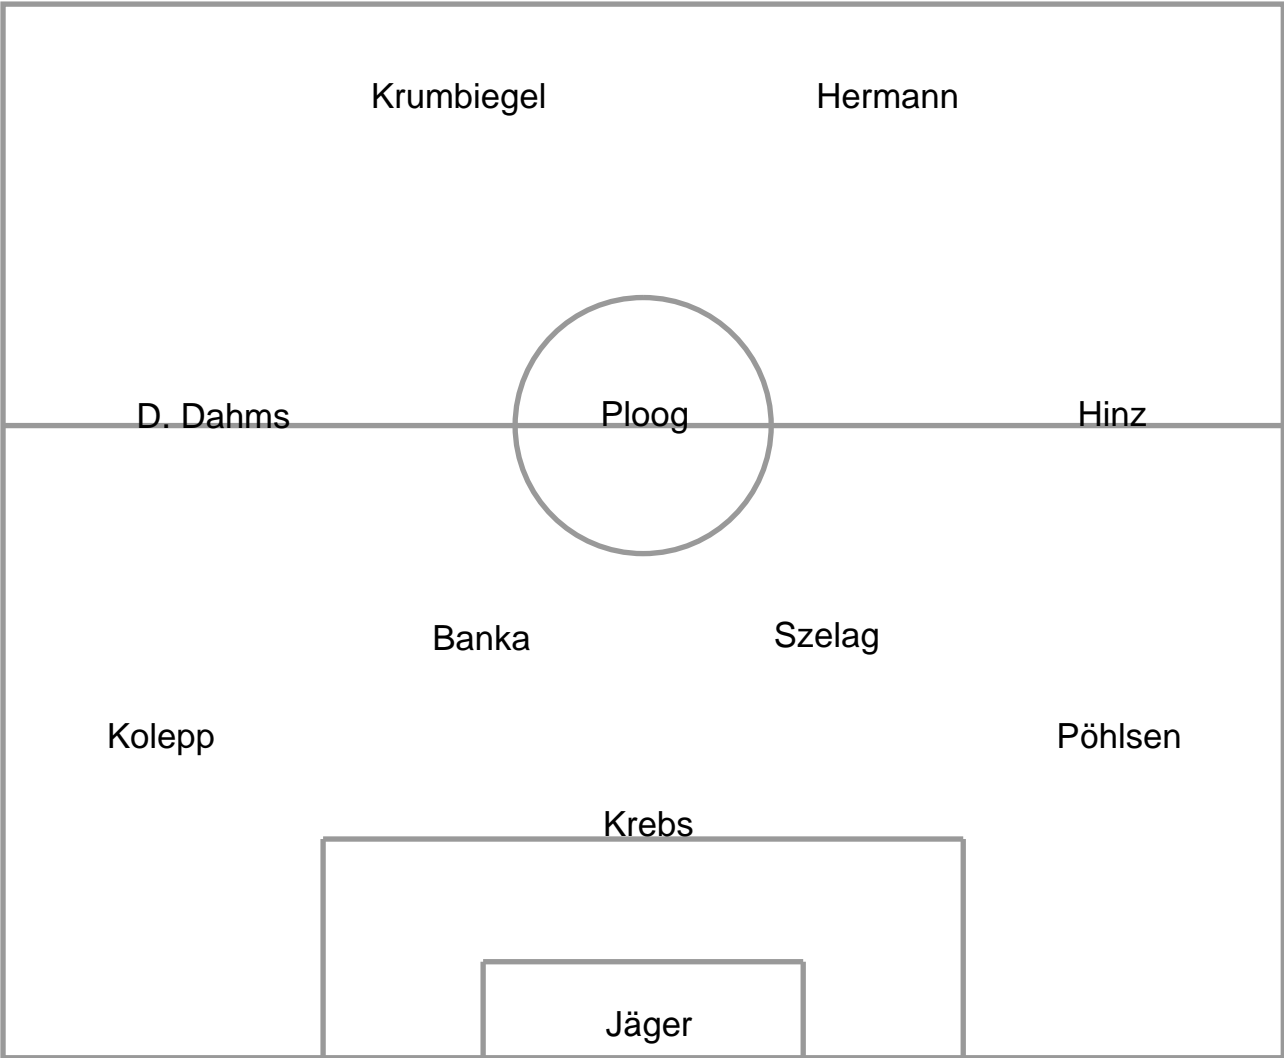 Krumbiegel Hermann
D. Dahms Ploog Hinz
Banka Szelag
Kolepp Pöhlsen
Krebs
Jäger